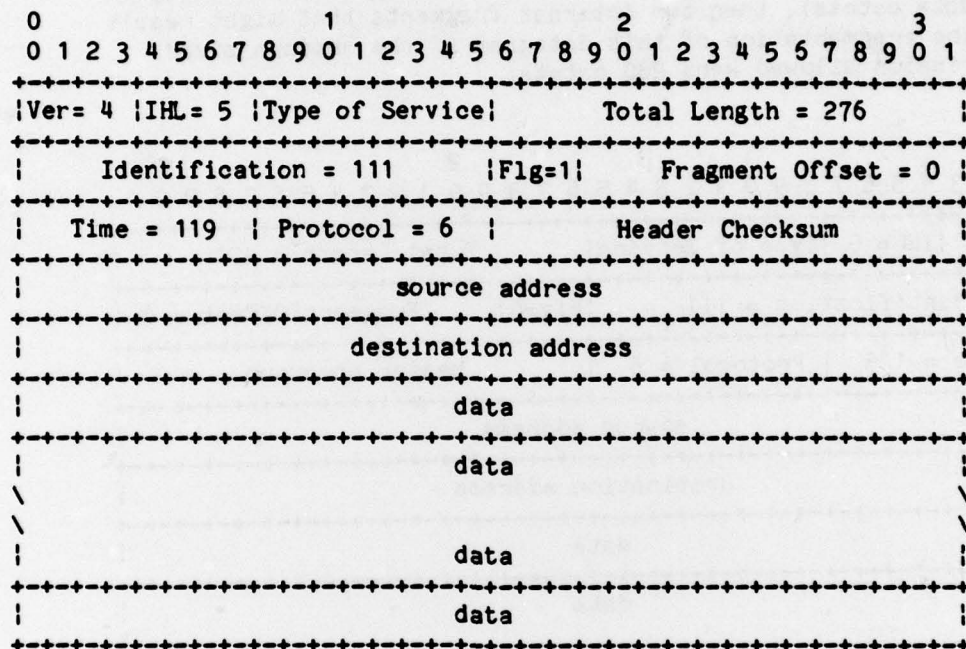 0                   1                   2                   3
0 1 2 3 4 5 6 7 8 9 0 1 2 3 4 5 6 7 8 9 0 1 2 3 4 5 6 7 8 9 0 1
+-+-+-+-+-+-+-+-+-+-+-+-+-+-+-+-+-+-+-+-+-+-+-+-+-+-+-+-+-+-+-+-+
|Ver= 4 |IHL= 5 |Type of Service|       Total Length = 276      |
+-+-+-+-+-+-+-+-+-+-+-+-+-+-+-+-+-+-+-+-+-+-+-+-+-+-+-+-+-+-+-+-+
|     Identification = 111      |Flg=1|   Fragment Offset = 0 |
+-+-+-+-+-+-+-+-+-+-+-+-+-+-+-+-+-+-+-+-+-+-+-+-+-+-+-+-+-+-+-+-+
|   Time = 119  | Protocol = 6  |        Header Checksum        |
+-+-+-+-+-+-+-+-+-+-+-+-+-+-+-+-+-+-+-+-+-+-+-+-+-+-+-+-+-+-+-+-+
|                         source address                        |
+-+-+-+-+-+-+-+-+-+-+-+-+-+-+-+-+-+-+-+-+-+-+-+-+-+-+-+-+-+-+-+-+
|                      destination address                      |
+-+-+-+-+-+-+-+-+-+-+-+-+-+-+-+-+-+-+-+-+-+-+-+-+-+-+-+-+-+-+-+-+
|                             data                              |
+-+-+-+-+-+-+-+-+-+-+-+-+-+-+-+-+-+-+-+-+-+-+-+-+-+-+-+-+-+-+-+-+
|                             data                              |
\                                                               \
\                                                               \
|                             data                              |
+-+-+-+-+-+-+-+-+-+-+-+-+-+-+-+-+-+-+-+-+-+-+-+-+-+-+-+-+-+-+-+-+
|                             data                              |
+-+-+-+-+-+-+-+-+-+-+-+-+-+-+-+-+-+-+-+-+-+-+-+-+-+-+-+-+-+-+-+-+